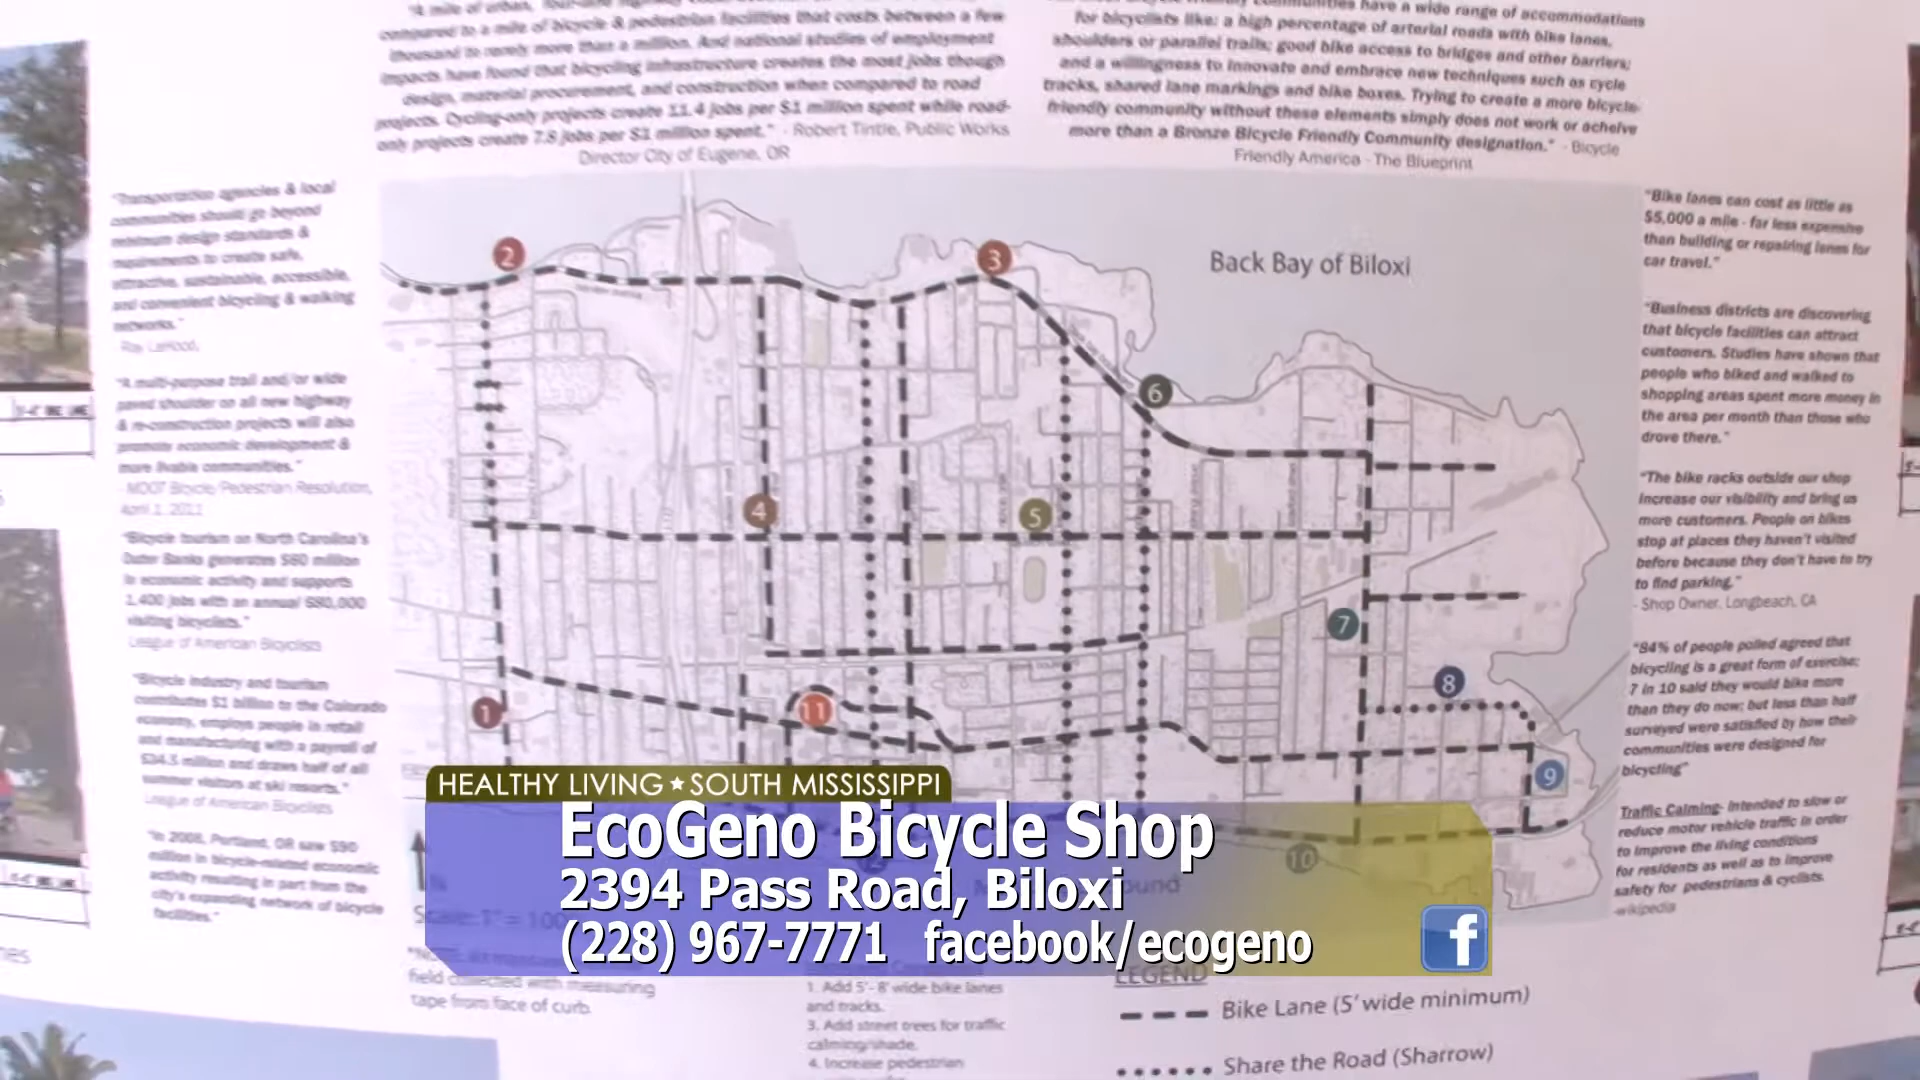 compared to a mile of bicycle & pedestrian facilities that costs between a few
thousand to rarely more than a million. And national studies of employment
impacts have found that bicycling infrastructure creates the most jobs though
design, material procurement, and construction when compared to road
projects. Cycling-only projects create 11.4 jobs per $1 million spent while road-
only projects create 7.8 jobs per $1 million spent." - Robert Tintle, Public Works
Director City of Eugene, OR
for bicyclists like: a high percentage of arterial roads with bike lanes,
shoulders or parallel trails; good bike access to bridges and other barriers;
and a willingness to innovate and embrace new techniques such as cycle
tracks, shared lane markings and bike boxes. Trying to create a more bicycle-
friendly community without these elements simply does not work or acheive
more than a Bronze Bicycle Friendly Community designation." - Bicycle
Friendly America - The Blueprint
"Transportation agencies & local
communities should go beyond
minimum design standards &
requirements to create safe,
attractive, sustainable, accessible,
and convenient bicycling & walking
networks."
Ray LaHood,
"A multi-purpose trail and/or wide
paved shoulder on all new highway
& re-construction projects will also
promote economic development &
more livable communities."
- MDOT Bicycle/Pedestrian Resolution,
April 1, 2011
"Bicycle tourism on North Carolina's
Outer Banks generates $60 million
in economic activity and supports
1,400 jobs with an annual 680,000
visiting bicyclists."
League of American Bicyclists
"Bicycle industry and tourism
contributes $1 billion to the Colorado
economy, employs people in retail
and manufacturing with a payroll of
million and draws half of all
summer visitors at ski resorts."
League of American Bicyclists
"In 2008, Portland, OR saw $90
million in bicycle-related economic
activity resulting in part from the
city's expanding network of bicycle
facilities."
Back Bay of Biloxi
2
3
6
4
5
7
8
1
11
9
10
"Bike lanes can cost as little as
$5,000 a mile - far less expensive
than building or repairing lanes for
car travel."
"Business districts are discovering
that bicycle facilities can attract
customers. Studies have shown that
people who biked and walked to
shopping areas spent more money in
the area per month than those who
drove there."
"The bike racks outside our shop
increase our visibility and bring us
more customers. People on bikes
stop at places they haven't visited
before because they don't have to try
to find parking."
- Shop Owner, Longbeach, CA
"84% of people polled agreed that
bicycling is a great form of exercise;
7 in 10 said they would bike more
than they do now; but less than half
surveyed were satisfied by how their
communities were designed for
bicycling"
Traffic Calming- intended to slow or
reduce motor vehicle traffic in order
to improve the living conditions
for residents as well as to improve
safety for pedestrians & cyclists.
-wikipedia
HEALTHY LIVING ★ SOUTH MISSISSIPPI
EcoGeno Bicycle Shop
2394 Pass Road, Biloxi
(228) 967-7771 facebook/ecogeno
f
Scale: 1" = 100
field collected with measuring
tape from face of curb.
1. Add 5'- 8' wide bike lanes
and tracks.
3. Add street trees for traffic
calming/shade.
4. Increase pedestrian
LEGEND
Bike Lane (5' wide minimum)
Share the Road (Sharrow)